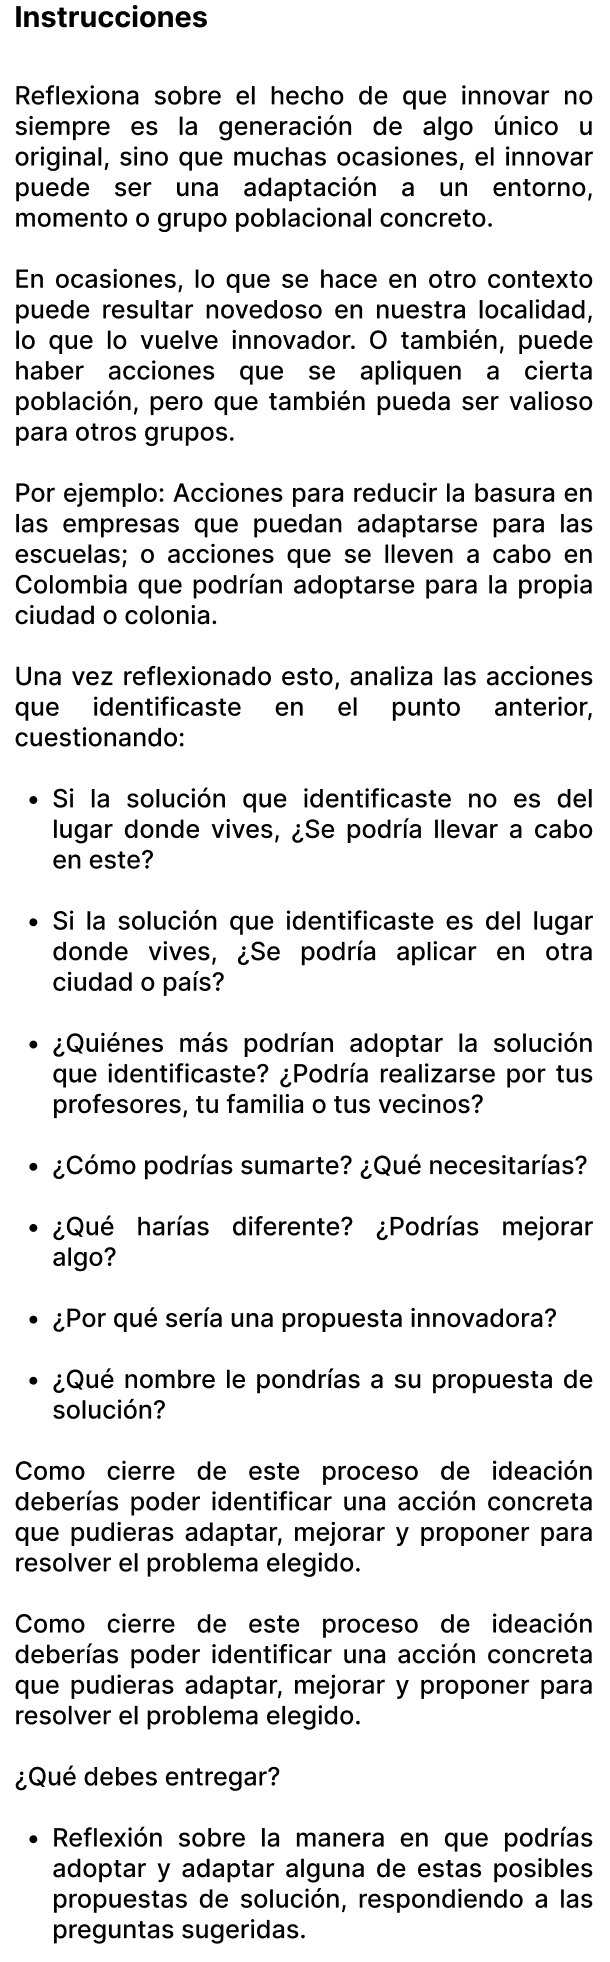 Instrucciones
Reflexiona sobre el hecho de que innovar no
siempre es la generación de algo único u
original, sino que muchas ocasiones, el innovar
puede ser una adaptación a un entorno,
momento o grupo poblacional concreto.
En ocasiones, lo que se hace en otro contexto
puede resultar novedoso en nuestra localidad,
lo que lo vuelve innovador. O también, puede
haber acciones que se apliquen a cierta
población, pero que también pueda ser valioso
para otros grupos.
Por ejemplo: Acciones para reducir la basura en
las empresas que puedan adaptarse para las
escuelas; o acciones que se lleven a cabo en
Colombia que podrían adoptarse para la propia
ciudad o colonia.
Una vez reflexionado esto, analiza las acciones
que identificaste en el punto anterior,
cuestionando:
• Si la solución que identificaste no es del
lugar donde vives, ¿Se podría llevar a cabo
en este?
• Si la solución que identificaste es del lugar
donde vives, ¿Se podría aplicar en otra
ciudad o país?
• ¿Quiénes más podrían adoptar la solución
que identificaste? ¿Podría realizarse por tus
profesores, tu familia o tus vecinos?
• ¿Cómo podrías sumarte? ¿Qué necesitarías?
• ¿Qué harías diferente? ¿Podrías mejorar
algo?
• ¿Por qué sería una propuesta innovadora?
• ¿Qué nombre le pondrías a su propuesta de
solución?
Como cierre de este proceso de ideación
deberías poder identificar una acción concreta
que pudieras adaptar, mejorar y proponer para
resolver el problema elegido.
Como cierre de este proceso de ideación
deberías poder identificar una acción concreta
que pudieras adaptar, mejorar y proponer para
resolver el problema elegido.
¿Qué debes entregar?
• Reflexión sobre la manera en que podrías
adoptar y adaptar alguna de estas posibles
propuestas de solución, respondiendo a las
preguntas sugeridas.